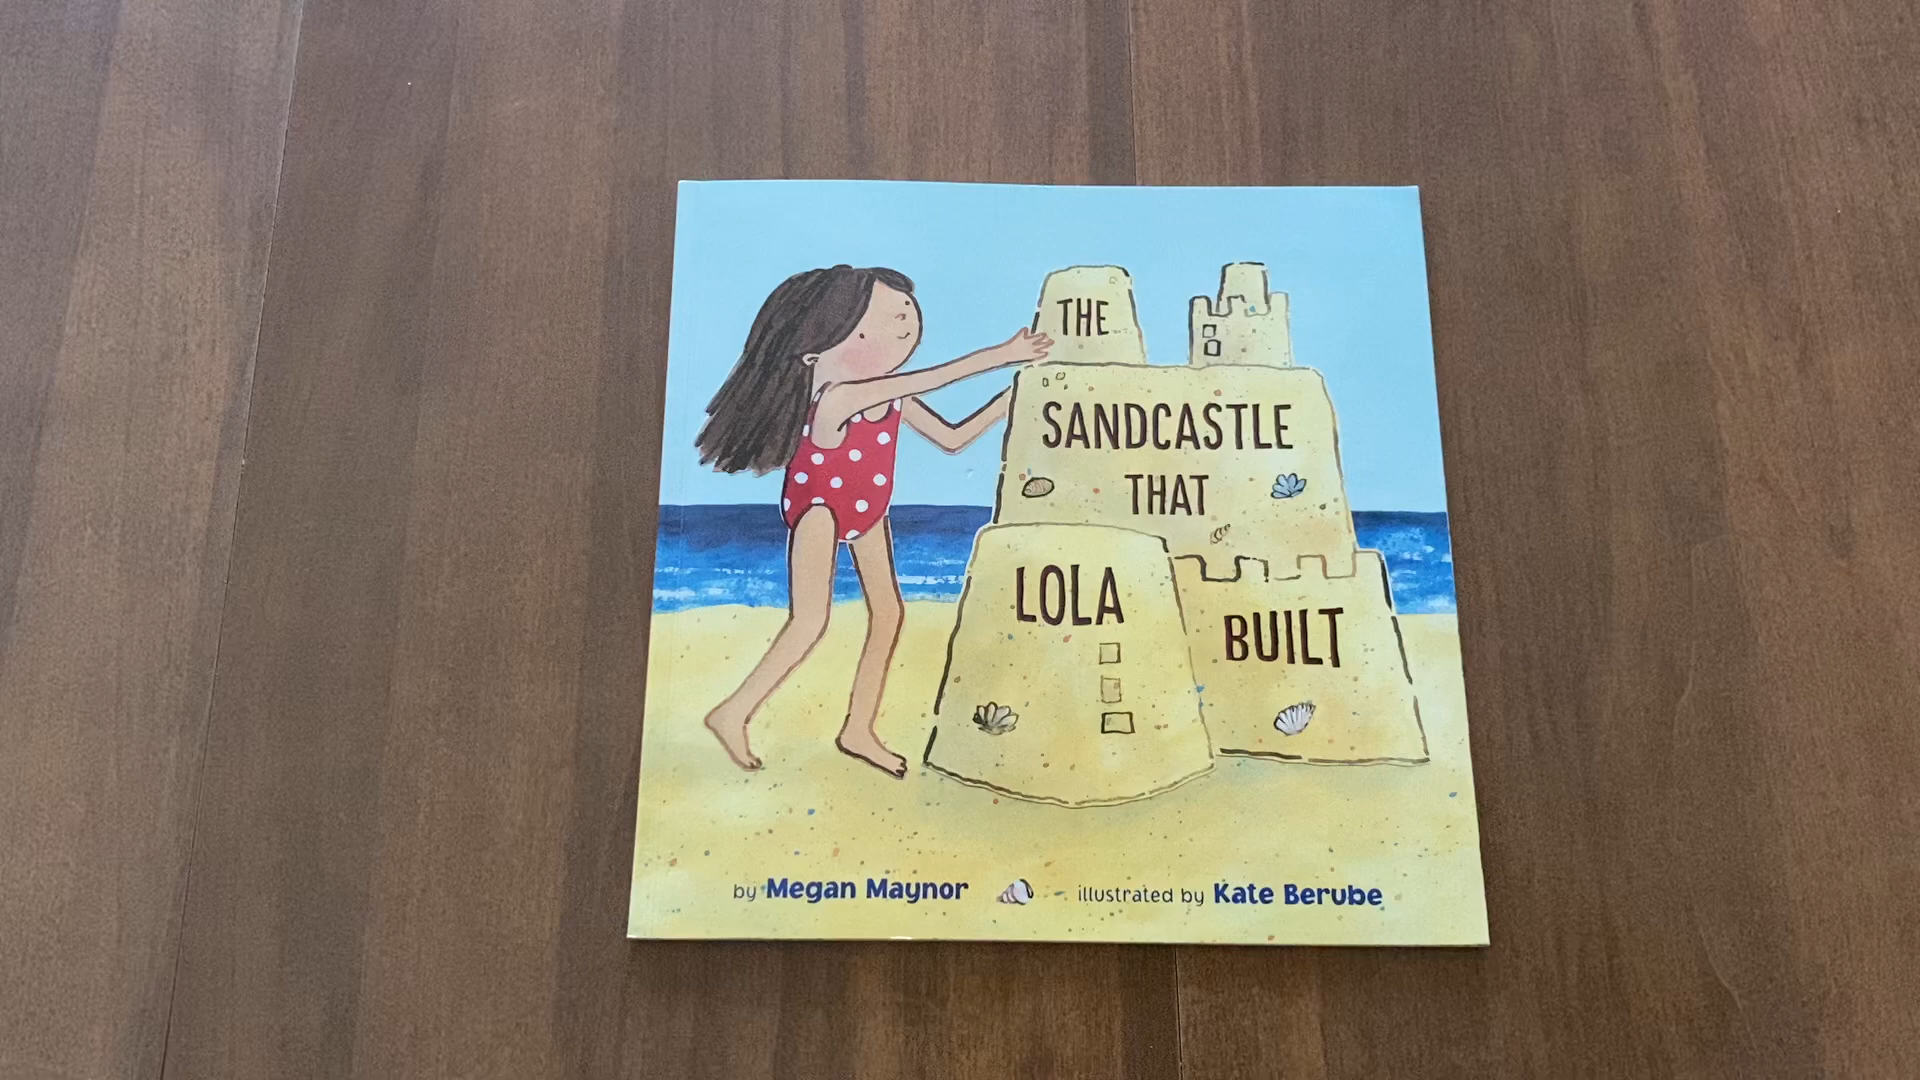 THE
SANDCASTLE
THAT
LOLA
BUILT
by Megan Maynor
illustrated by Kate Berube